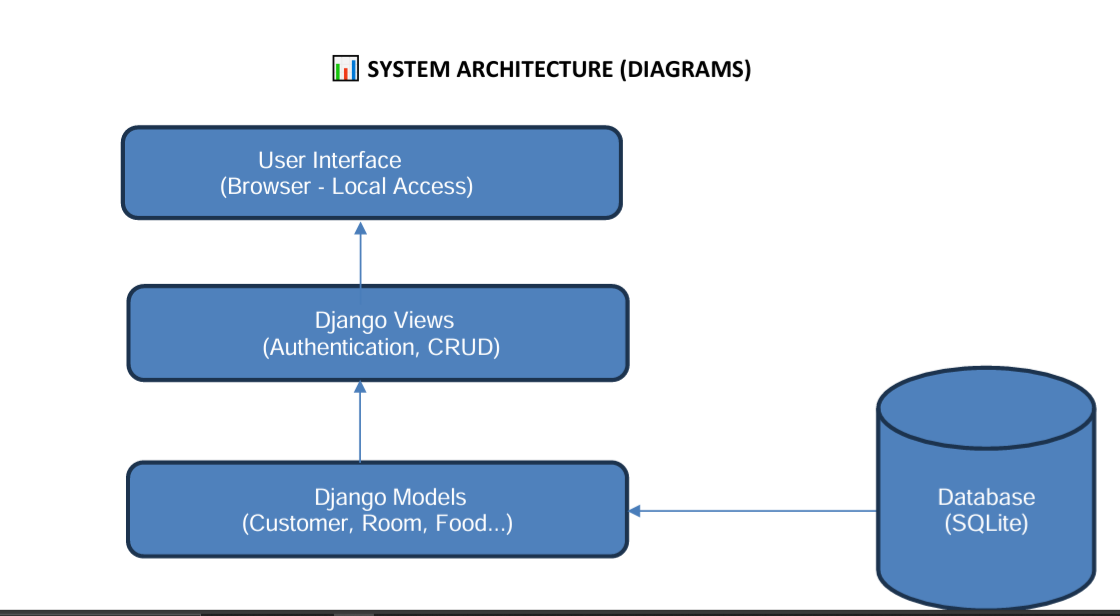 📊 SYSTEM ARCHITECTURE (DIAGRAMS)
User Interface
(Browser - Local Access)
Django Views
(Authentication, CRUD)
Django Models
(Customer, Room, Food...)
Database
(SQLite)